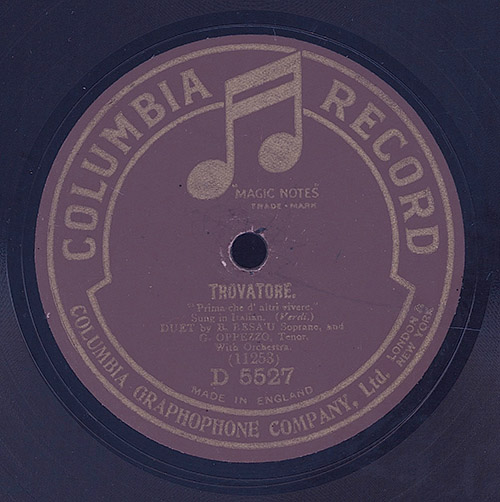 COLUMBIA RECORD
"MAGIC NOTES"
TRADE • MARK
TROVATORE.
"Prima che d' altri vivere."
Sung in Italian. (Verdi.)
DUET by B. RESA'U Soprano, and
G. OPPEZZO, Tenor.
With Orchestra.
(11253)
D 5527
MADE IN ENGLAND
COLUMBIA GRAPHOPHONE COMPANY, Ltd.
LONDON &
NEW YORK.